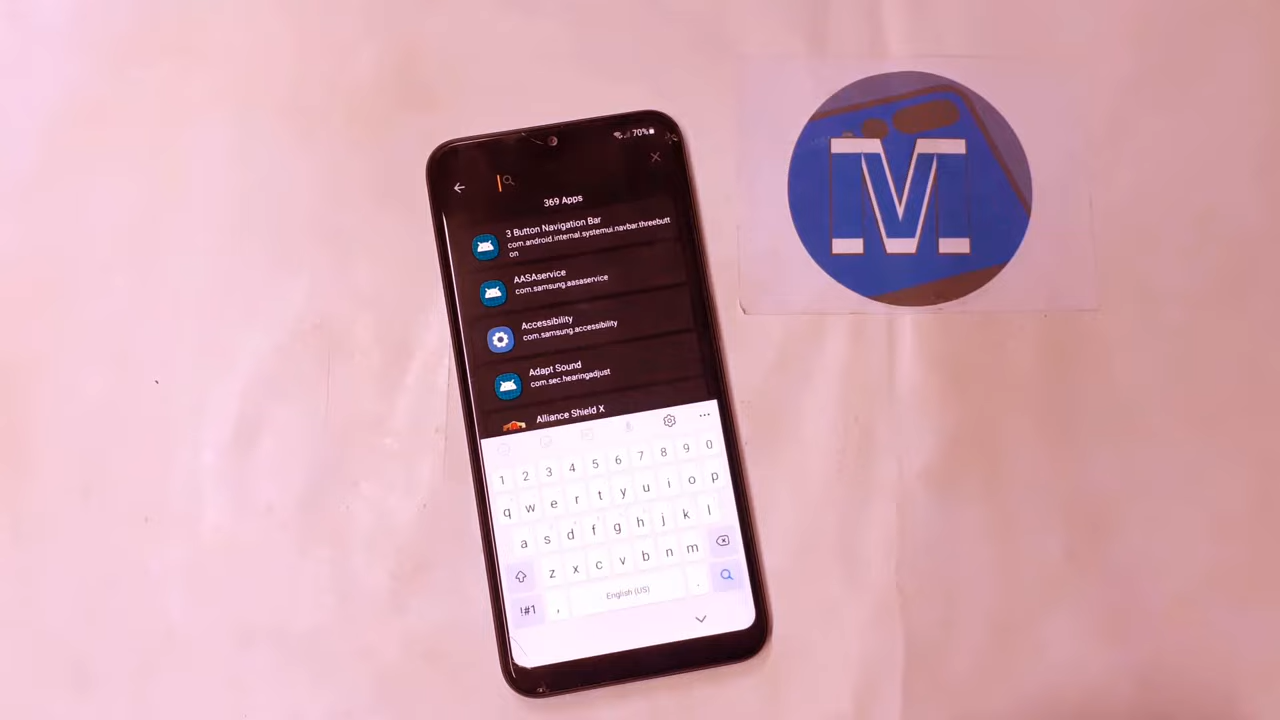 70%
369 Apps
3 Button Navigation Bar
com.android.internal.systemui.navbar.threebutt
on
AASAservice
com.samsung.aasaservice
Accessibility
com.samsung.accessibility
Adapt Sound
com.sec.hearingadjust
Alliance Shield X
1 2 3 4 5 6 7 8 9 0
q w e r t y u i o p
a s d f g h j k l
z x c v b n m
!#1 , English (US) .
M